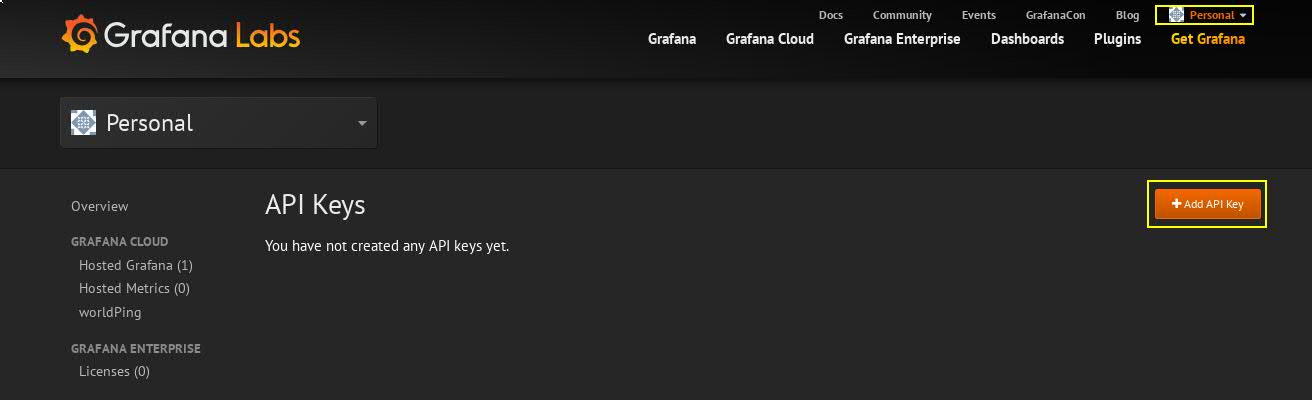 Grafana Labs
Docs Community Events GrafanaCon Blog Personal
Grafana Grafana Cloud Grafana Enterprise Dashboards Plugins Get Grafana
Personal
Overview
GRAFANA CLOUD
Hosted Grafana (1)
Hosted Metrics (0)
worldPing
GRAFANA ENTERPRISE
Licenses (0)
API Keys
+ Add API Key
You have not created any API keys yet.